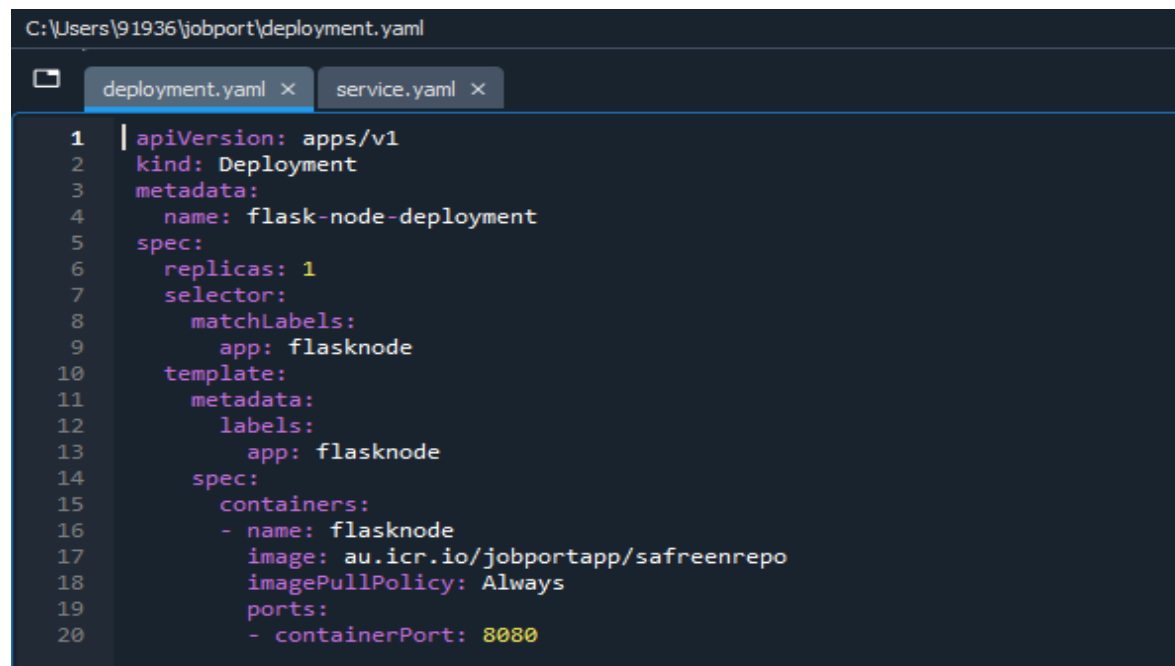 C:\Users\91936\jobport\deployment.yaml
deployment.yaml × service.yaml ×
1 apiVersion: apps/v1
2 kind: Deployment
3 metadata:
4   name: flask-node-deployment
5 spec:
6   replicas: 1
7   selector:
8     matchLabels:
9       app: flasknode
10   template:
11     metadata:
12       labels:
13         app: flasknode
14     spec:
15       containers:
16       - name: flasknode
17         image: au.icr.io/jobportapp/safreenrepo
18         imagePullPolicy: Always
19         ports:
20         - containerPort: 8080